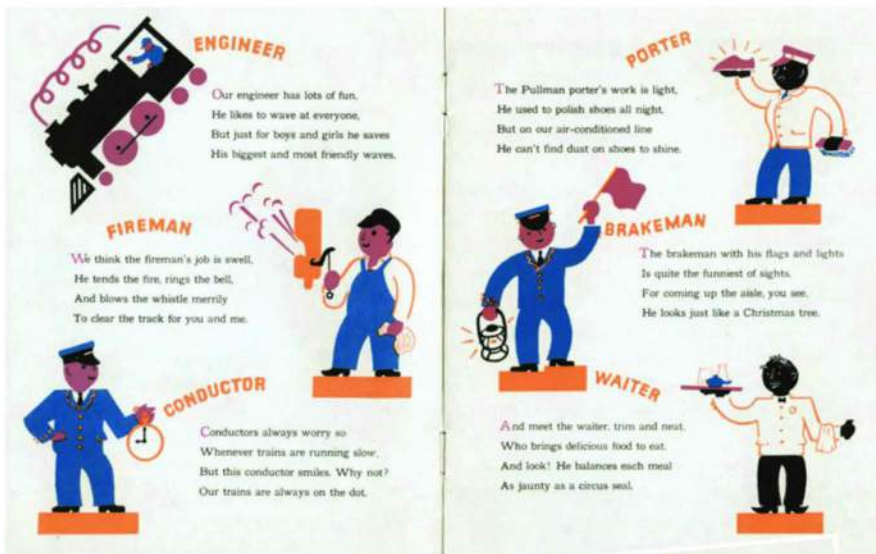 ENGINEER
Our engineer has lots of fun,
He likes to wave at everyone,
But just for boys and girls he saves
His biggest and most friendly waves.
FIREMAN
We think the fireman's job is swell,
He tends the fire, rings the bell,
And blows the whistle merrily
To clear the track for you and me.
CONDUCTOR
Conductors always worry so
Whenever trains are running slow,
But this conductor smiles. Why not?
Our trains are always on the dot.
PORTER
The Pullman porter's work is light,
He used to polish shoes all night,
But on our air-conditioned line
He can't find dust on shoes to shine.
BRAKEMAN
The brakeman with his flags and lights
Is quite the funniest of sights,
For coming up the aisle, you see,
He looks just like a Christmas tree.
WAITER
And meet the waiter, trim and neat,
Who brings delicious food to eat,
And look! He balances each meal
As jaunty as a circus seal.